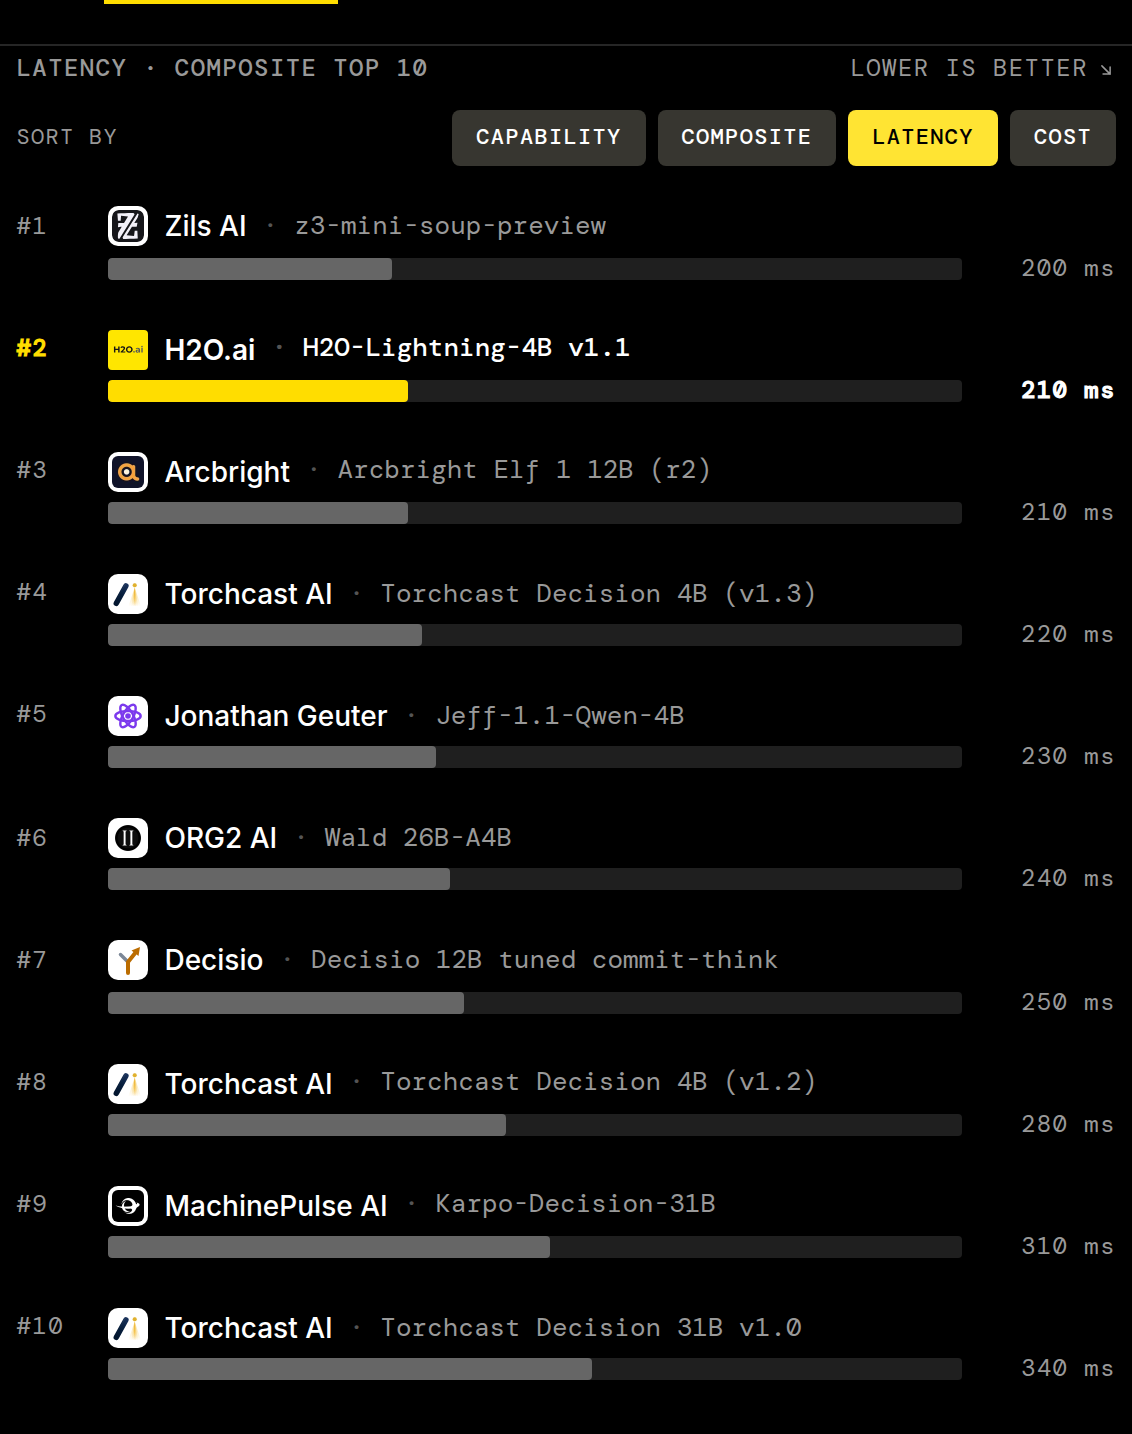 LATENCY · COMPOSITE TOP 10 LOWER IS BETTER ↘
SORT BY CAPABILITY COMPOSITE LATENCY COST
#1 Zils AI · z3-mini-soup-preview
200 ms
#2 H2O.ai H2O.ai · H2O-Lightning-4B v1.1
210 ms
#3 Arcbright · Arcbright Elf 1 12B (r2)
210 ms
#4 Torchcast AI · Torchcast Decision 4B (v1.3)
220 ms
#5 Jonathan Geuter · Jeff-1.1-Qwen-4B
230 ms
#6 ORG2 AI · Wald 26B-A4B
240 ms
#7 Decisio · Decisio 12B tuned commit-think
250 ms
#8 Torchcast AI · Torchcast Decision 4B (v1.2)
280 ms
#9 MachinePulse AI · Karpo-Decision-31B
310 ms
#10 Torchcast AI · Torchcast Decision 31B v1.0
340 ms